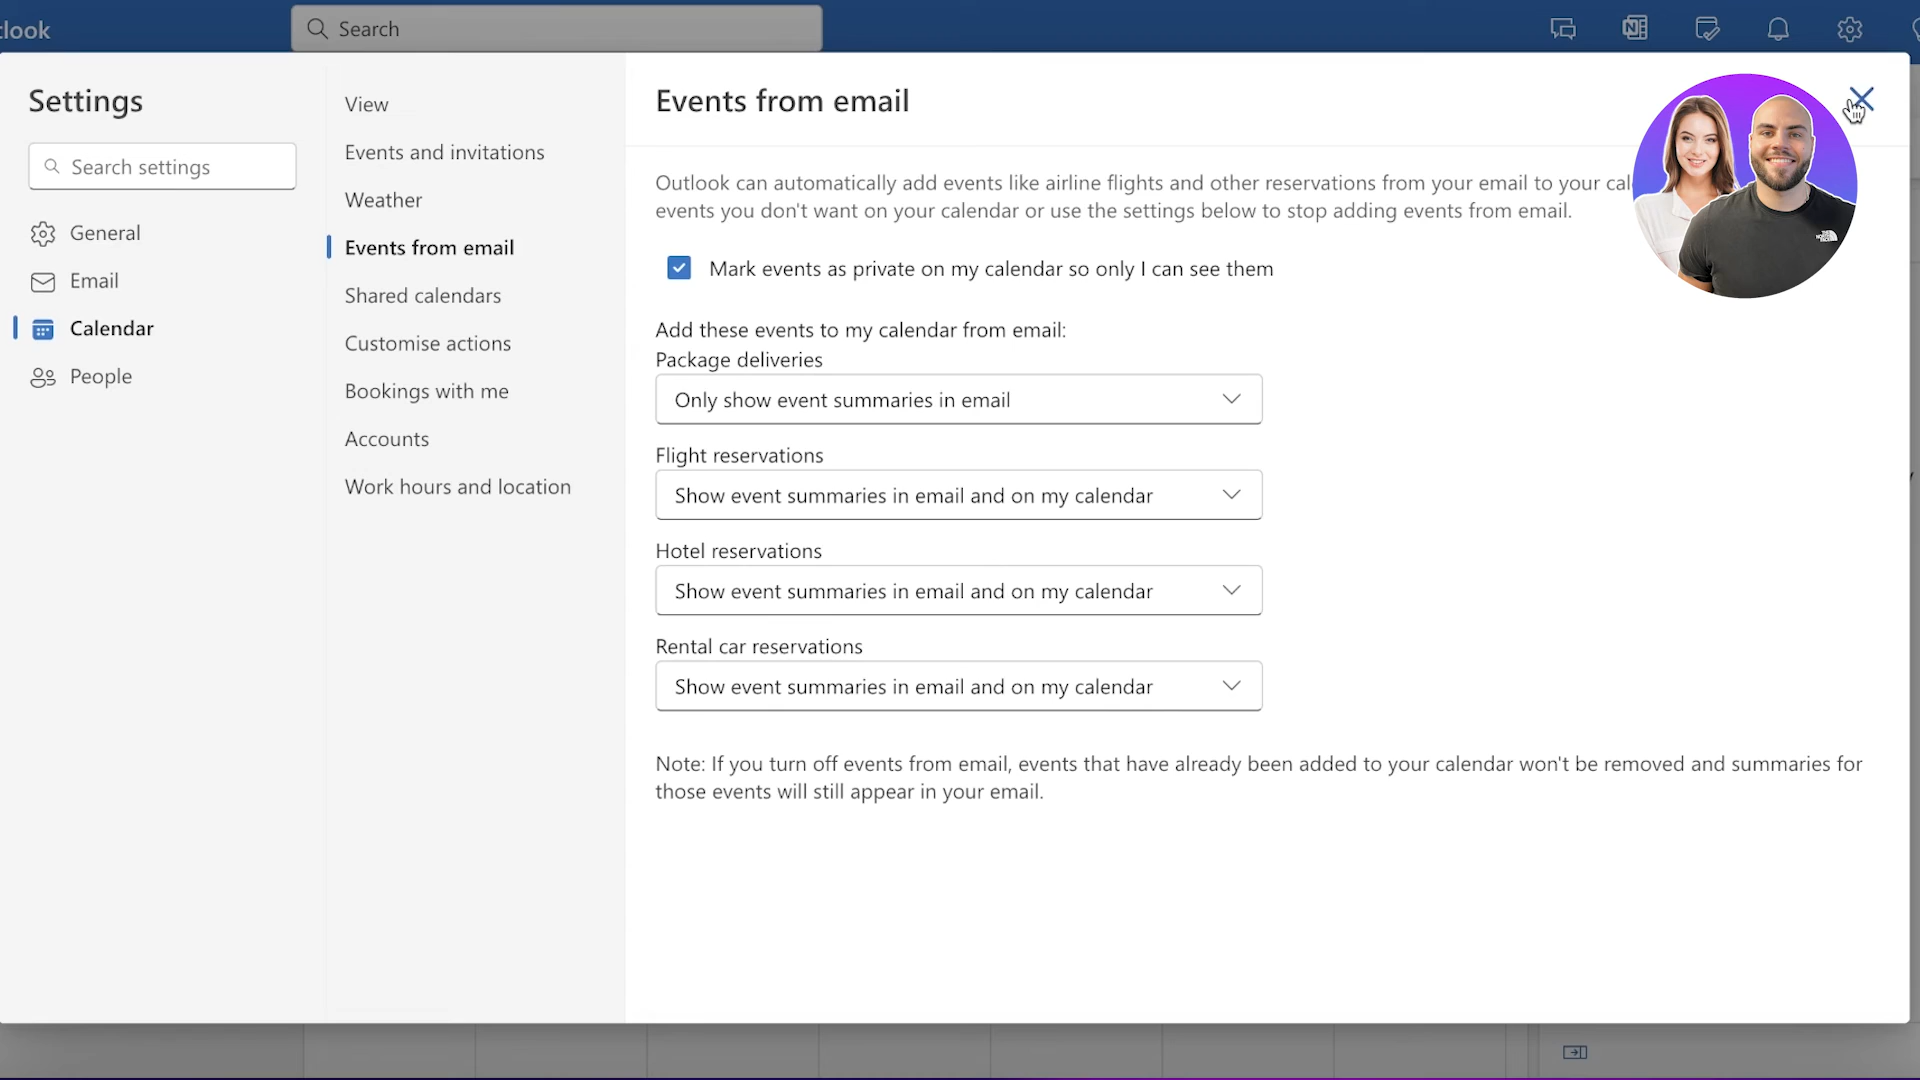 Search
Settings
Search settings
General
Email
Calendar
People
View
Events and invitations
Weather
Events from email
Shared calendars
Customise actions
Bookings with me
Accounts
Work hours and location
Events from email
Outlook can automatically add events like airline flights and other reservations from your email to your
events you don't want on your calendar or use the settings below to stop adding events from email.
Mark events as private on my calendar so only I can see them
Add these events to my calendar from email:
Package deliveries
Only show event summaries in email
Flight reservations
Show event summaries in email and on my calendar
Hotel reservations
Show event summaries in email and on my calendar
Rental car reservations
Show event summaries in email and on my calendar
Note: If you turn off events from email, events that have already been added to your calendar won't be removed and summaries for
those events will still appear in your email.